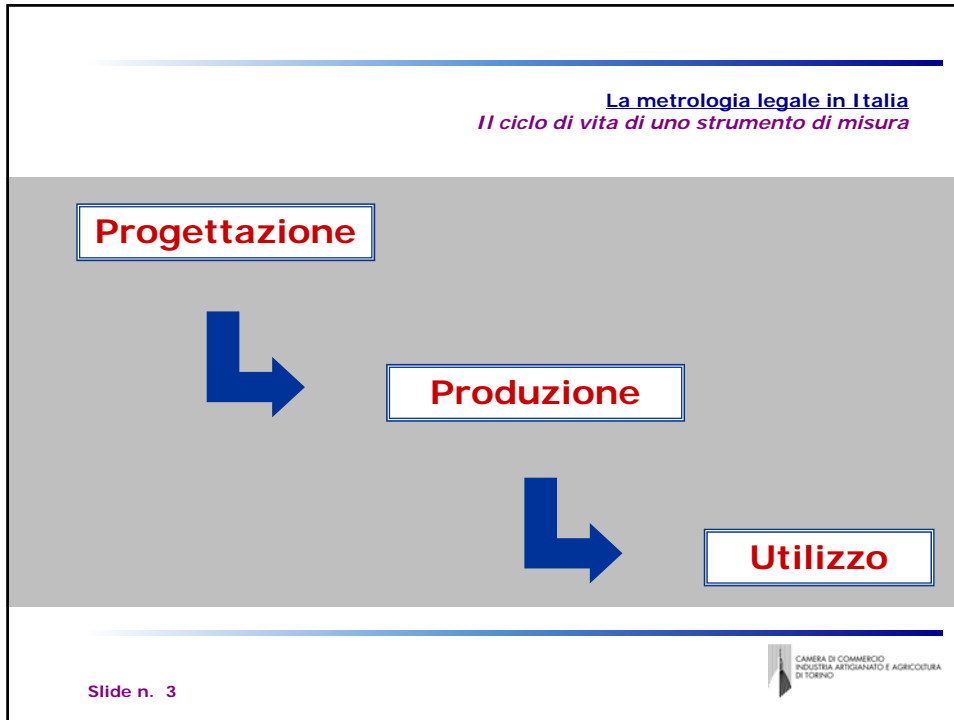 La metrologia legale in Italia
Il ciclo di vita di uno strumento di misura
Progettazione
Produzione
Utilizzo
CAMERA DI COMMERCIO
INDUSTRIA ARTIGIANATO E AGRICOLTURA
DI TORINO
Slide n. 3